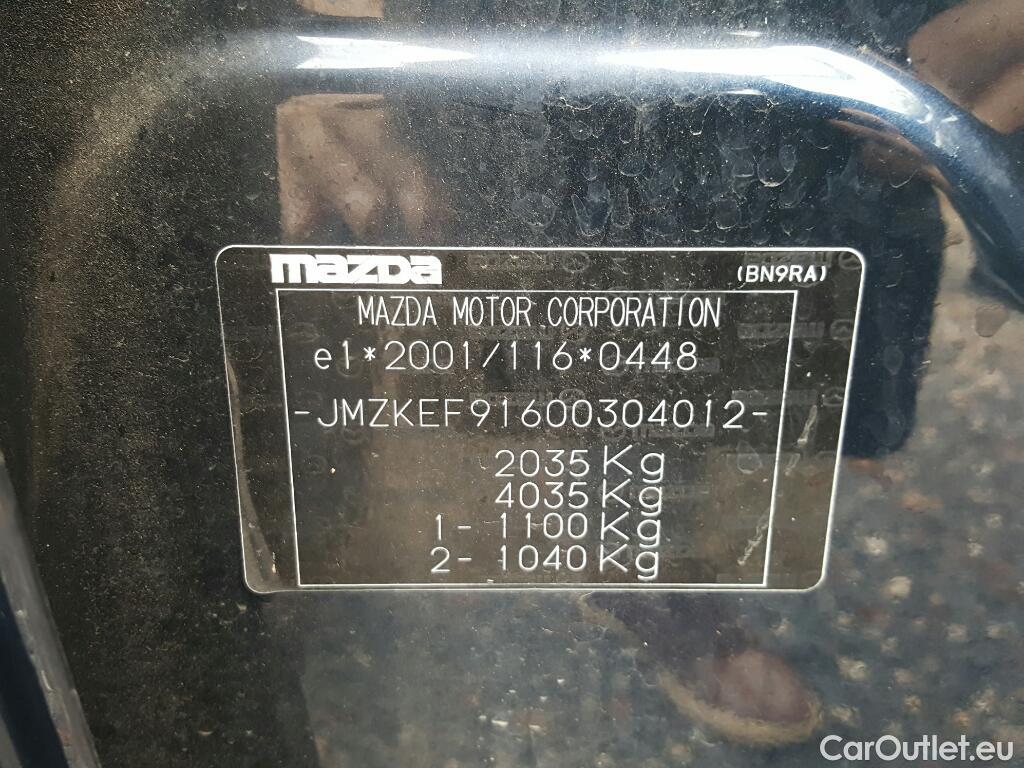 mazda (BN9RA)
MAZDA MOTOR CORPORATION
e1*2001/116*0448
-JMZKEF91600304012-
2035 Kg
4035 Kg
1- 1100 Kg
2- 1040 Kg
CarOutlet.eu